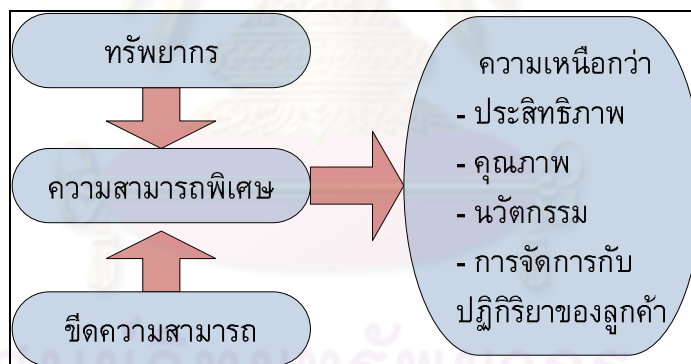 ทรัพยากร
ความสามารถพิเศษ
ขีดความสามารถ
ความเหนือกว่า
- ประสิทธิภาพ
- คุณภาพ
- นวัตกรรม
- การจัดการกับ
ปฏิกิริยาของลูกค้า